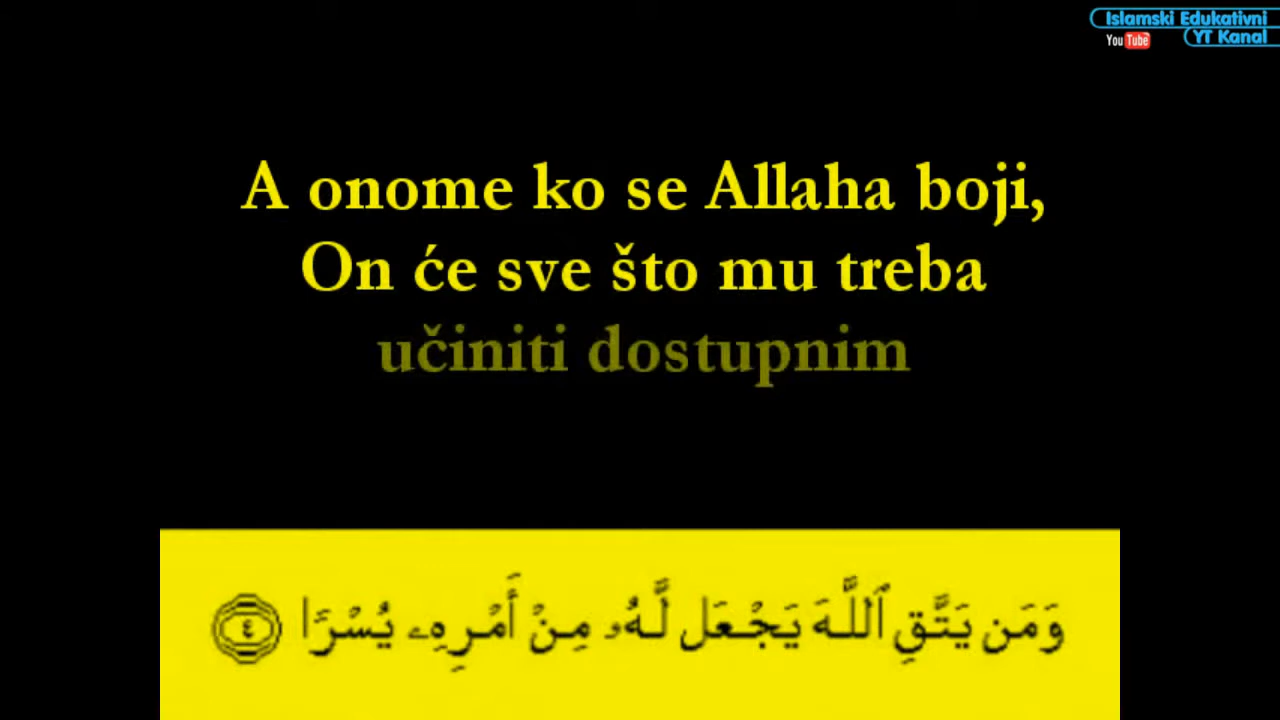 Islamski Edukativni
YouTube YT Kanal
A onome ko se Allaha boji,
On će sve što mu treba
učiniti dostupnim
وَمَن يَتَّقِ ٱللَّهَ يَجْعَل لَّهُۥ مِنْ أَمْرِهِۦ يُسْرًا ٤